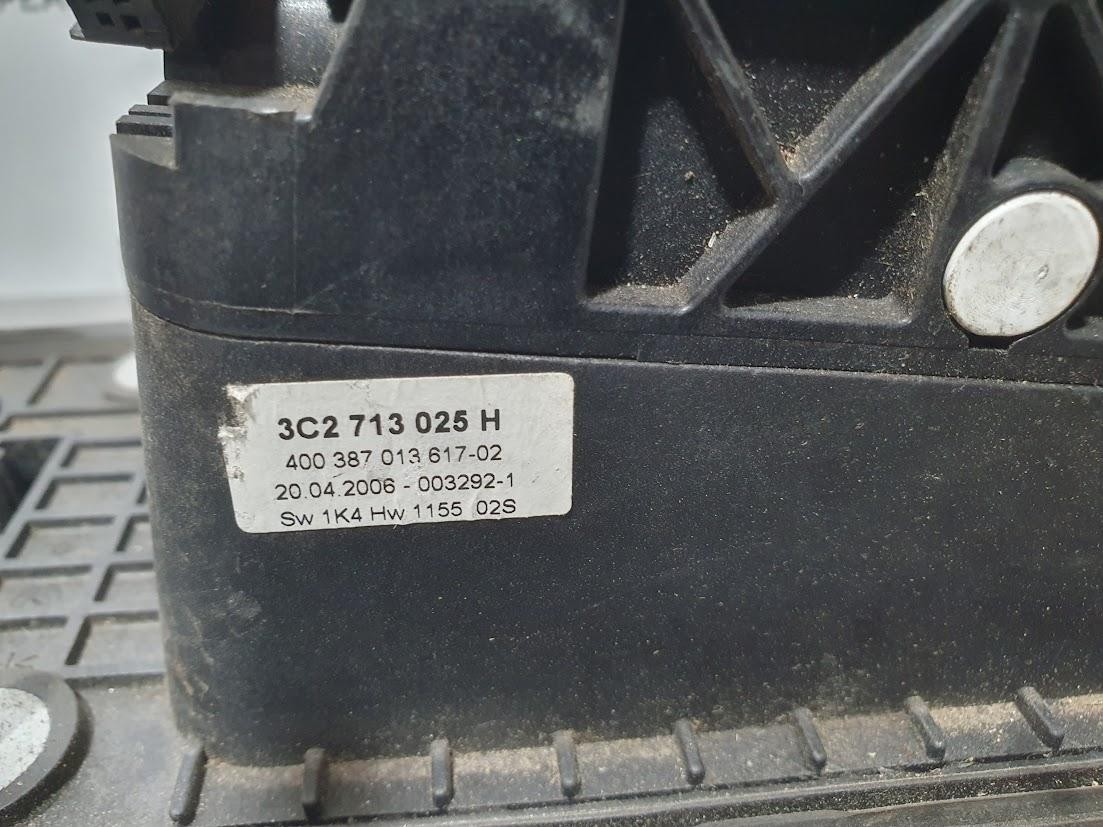 3C2 713 025 H
400 387 013 617-02
20.04.2006 - 003292-1
Sw 1K4 Hw 1155 02S